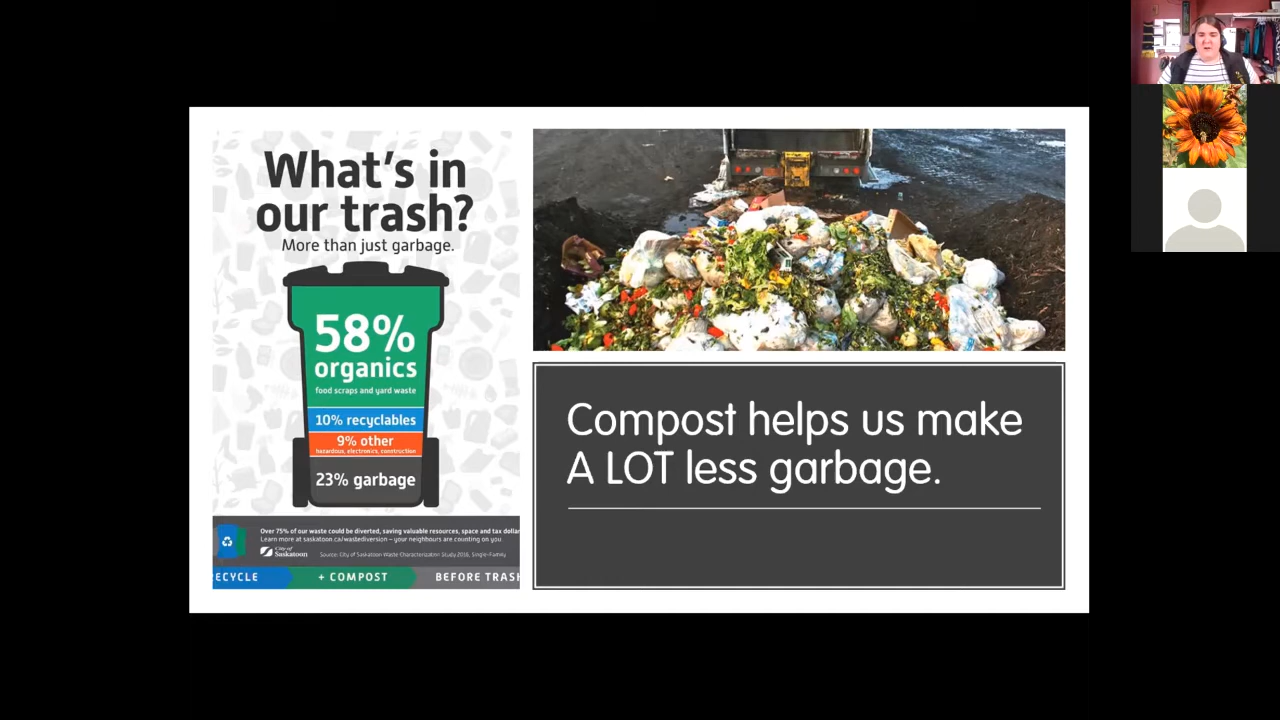 What's in
our trash?
More than just garbage.
58%
organics
food scraps and yard waste
10% recyclables
9% other
hazardous, electronics, construction
23% garbage
Over 75% of our waste could be diverted, saving valuable resources, space and tax dollar
Learn more at saskatoon.ca/wastediversion – your neighbours are counting on you
City of
Saskatoon
Source: City of Saskatoon Waste Characterization Study 2016, Single-Family
ECYCLE
+ COMPOST
BEFORE TRASH
Compost helps us make
A LOT less garbage.